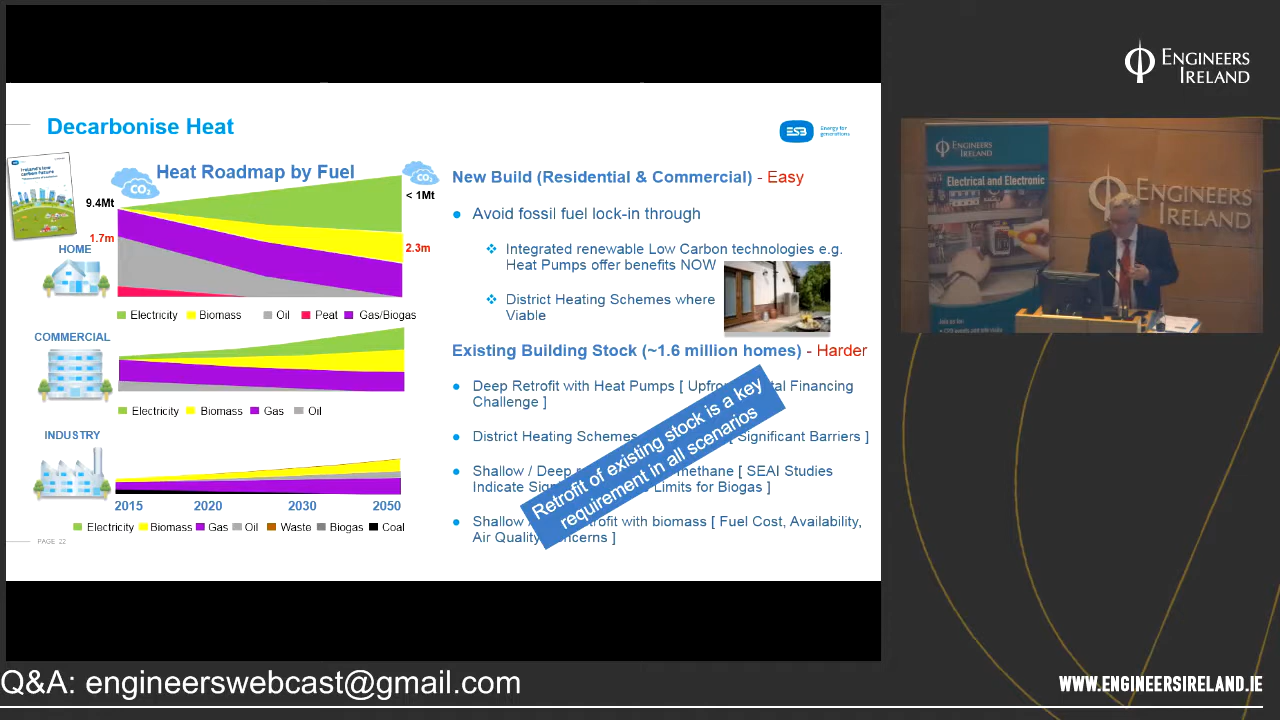 Decarbonise Heat
ESB
Energy for
generations
Ireland's low
carbon future
Heat Roadmap by Fuel
CO2
CO2
9.4Mt
< 1Mt
1.7m
2.3m
HOME
Electricity Biomass Oil Peat Gas/Biogas
COMMERCIAL
Electricity Biomass Gas Oil
INDUSTRY
2015 2020 2030 2050
Electricity Biomass Gas Oil Waste Biogas Coal
PAGE 22
New Build (Residential & Commercial) - Easy
Avoid fossil fuel lock-in through
Integrated renewable Low Carbon technologies e.g.
Heat Pumps offer benefits NOW
District Heating Schemes where
Viable
Existing Building Stock (~1.6 million homes) - Harder
Deep Retrofit with Heat Pumps [ Financing
Challenge ]
District Heating Schemes [ Significant Barriers ]
Shallow / Deep [ SEAI Studies
Indicate Limits for Biogas ]
Shallow with biomass [ Fuel Cost, Availability,
Air Quality ]
Retrofit of existing stock is a key
requirement in all scenarios
ENGINEERS
IRELAND
ENGINEERS
IRELAND
Electrical and Electronic
ENGINEERS
IRELAND
Q&A: engineerswebcast@gmail.com
WWW.ENGINEERSIRELAND.IE